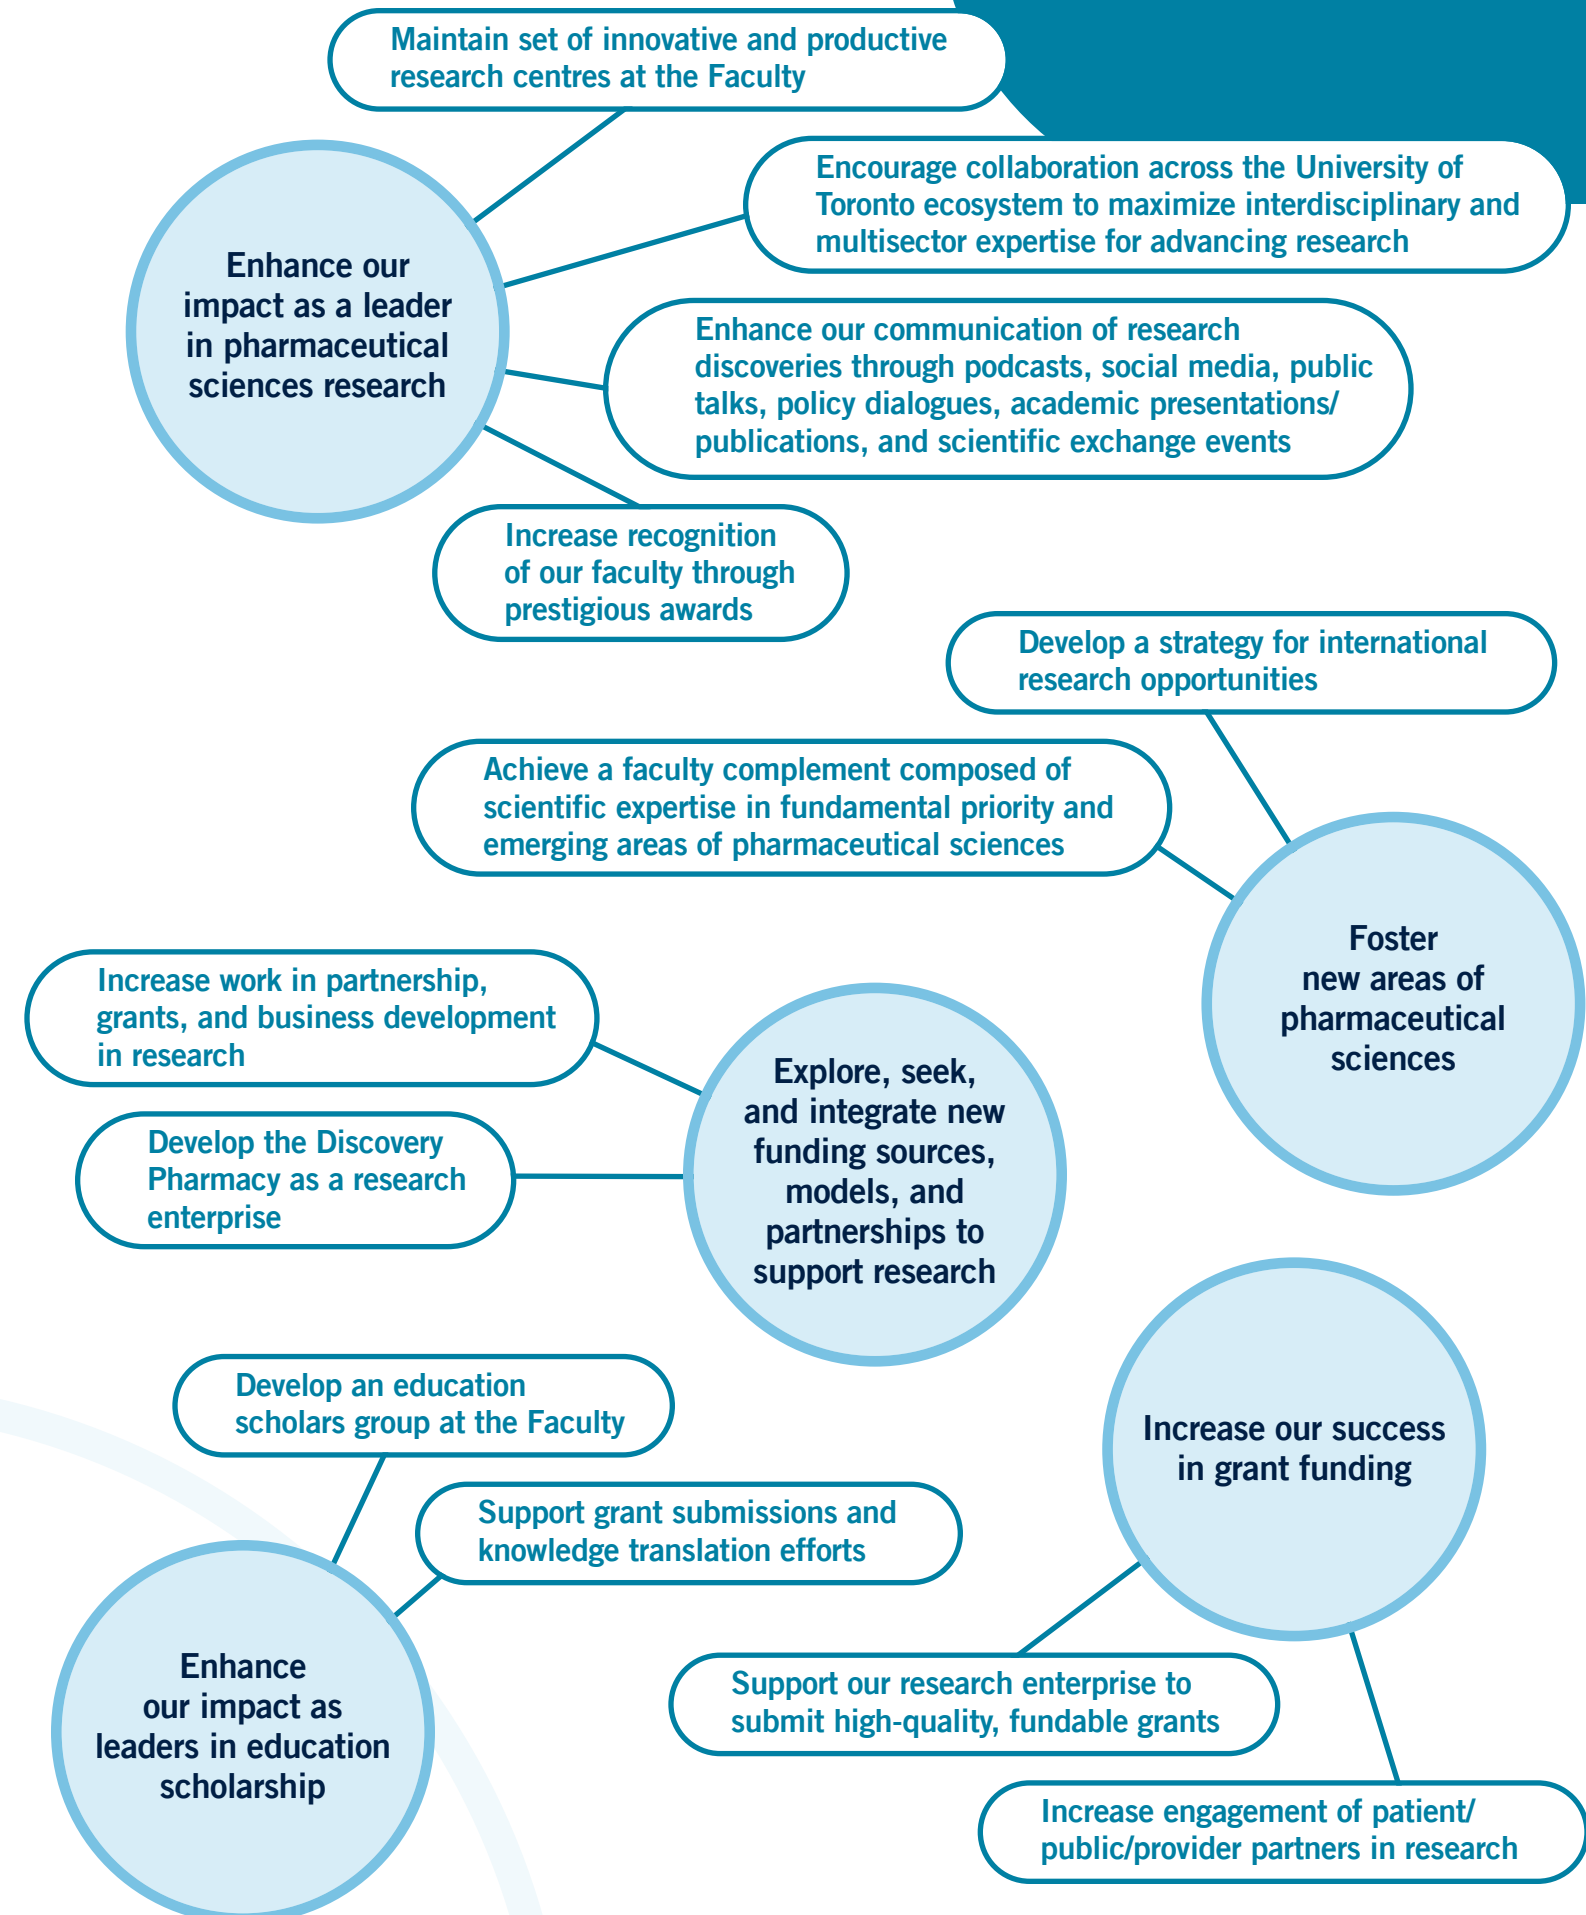 Maintain set of innovative and productive
research centres at the Faculty
Encourage collaboration across the University of
Toronto ecosystem to maximize interdisciplinary and
multisector expertise for advancing research
Enhance our
impact as a leader
in pharmaceutical
sciences research
Enhance our communication of research
discoveries through podcasts, social media, public
talks, policy dialogues, academic presentations/
publications, and scientific exchange events
Increase recognition
of our faculty through
prestigious awards
Develop a strategy for international
research opportunities
Achieve a faculty complement composed of
scientific expertise in fundamental priority and
emerging areas of pharmaceutical sciences
Foster
new areas of
pharmaceutical
sciences
Increase work in partnership,
grants, and business development
in research
Explore, seek,
and integrate new
funding sources,
models, and
partnerships to
support research
Develop the Discovery
Pharmacy as a research
enterprise
Develop an education
scholars group at the Faculty
Increase our success
in grant funding
Support grant submissions and
knowledge translation efforts
Enhance
our impact as
leaders in education
scholarship
Support our research enterprise to
submit high-quality, fundable grants
Increase engagement of patient/
public/provider partners in research